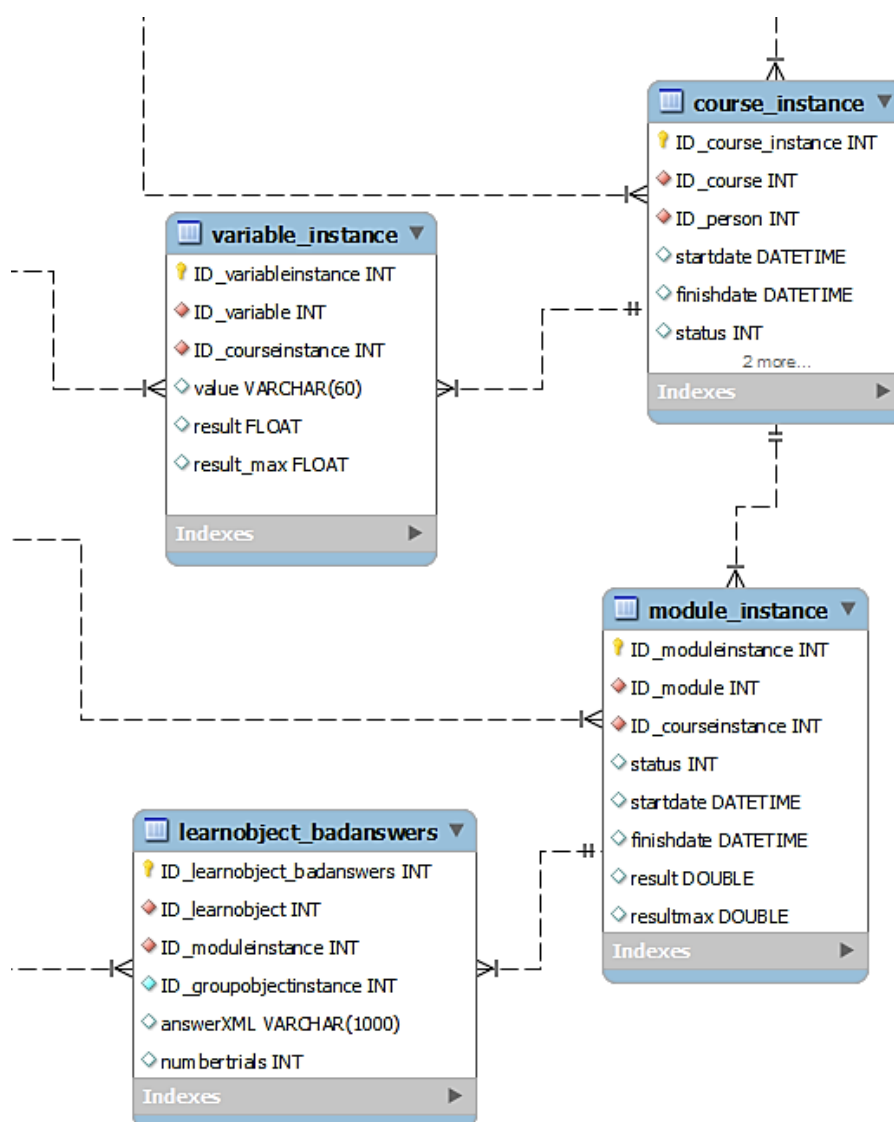 course_instance
ID_course_instance INT
ID_course INT
ID_person INT
startdate DATETIME
finishdate DATETIME
status INT
2 more...
Indexes
variable_instance
ID_variableinstance INT
ID_variable INT
ID_courseinstance INT
value VARCHAR(60)
result FLOAT
result_max FLOAT
Indexes
module_instance
ID_moduleinstance INT
ID_module INT
ID_courseinstance INT
status INT
startdate DATETIME
finishdate DATETIME
result DOUBLE
resultmax DOUBLE
Indexes
learnobject_badanswers
ID_learnobject_badanswers INT
ID_learnobject INT
ID_moduleinstance INT
ID_groupobjectinstance INT
answerXML VARCHAR(1000)
numbertrials INT
Indexes